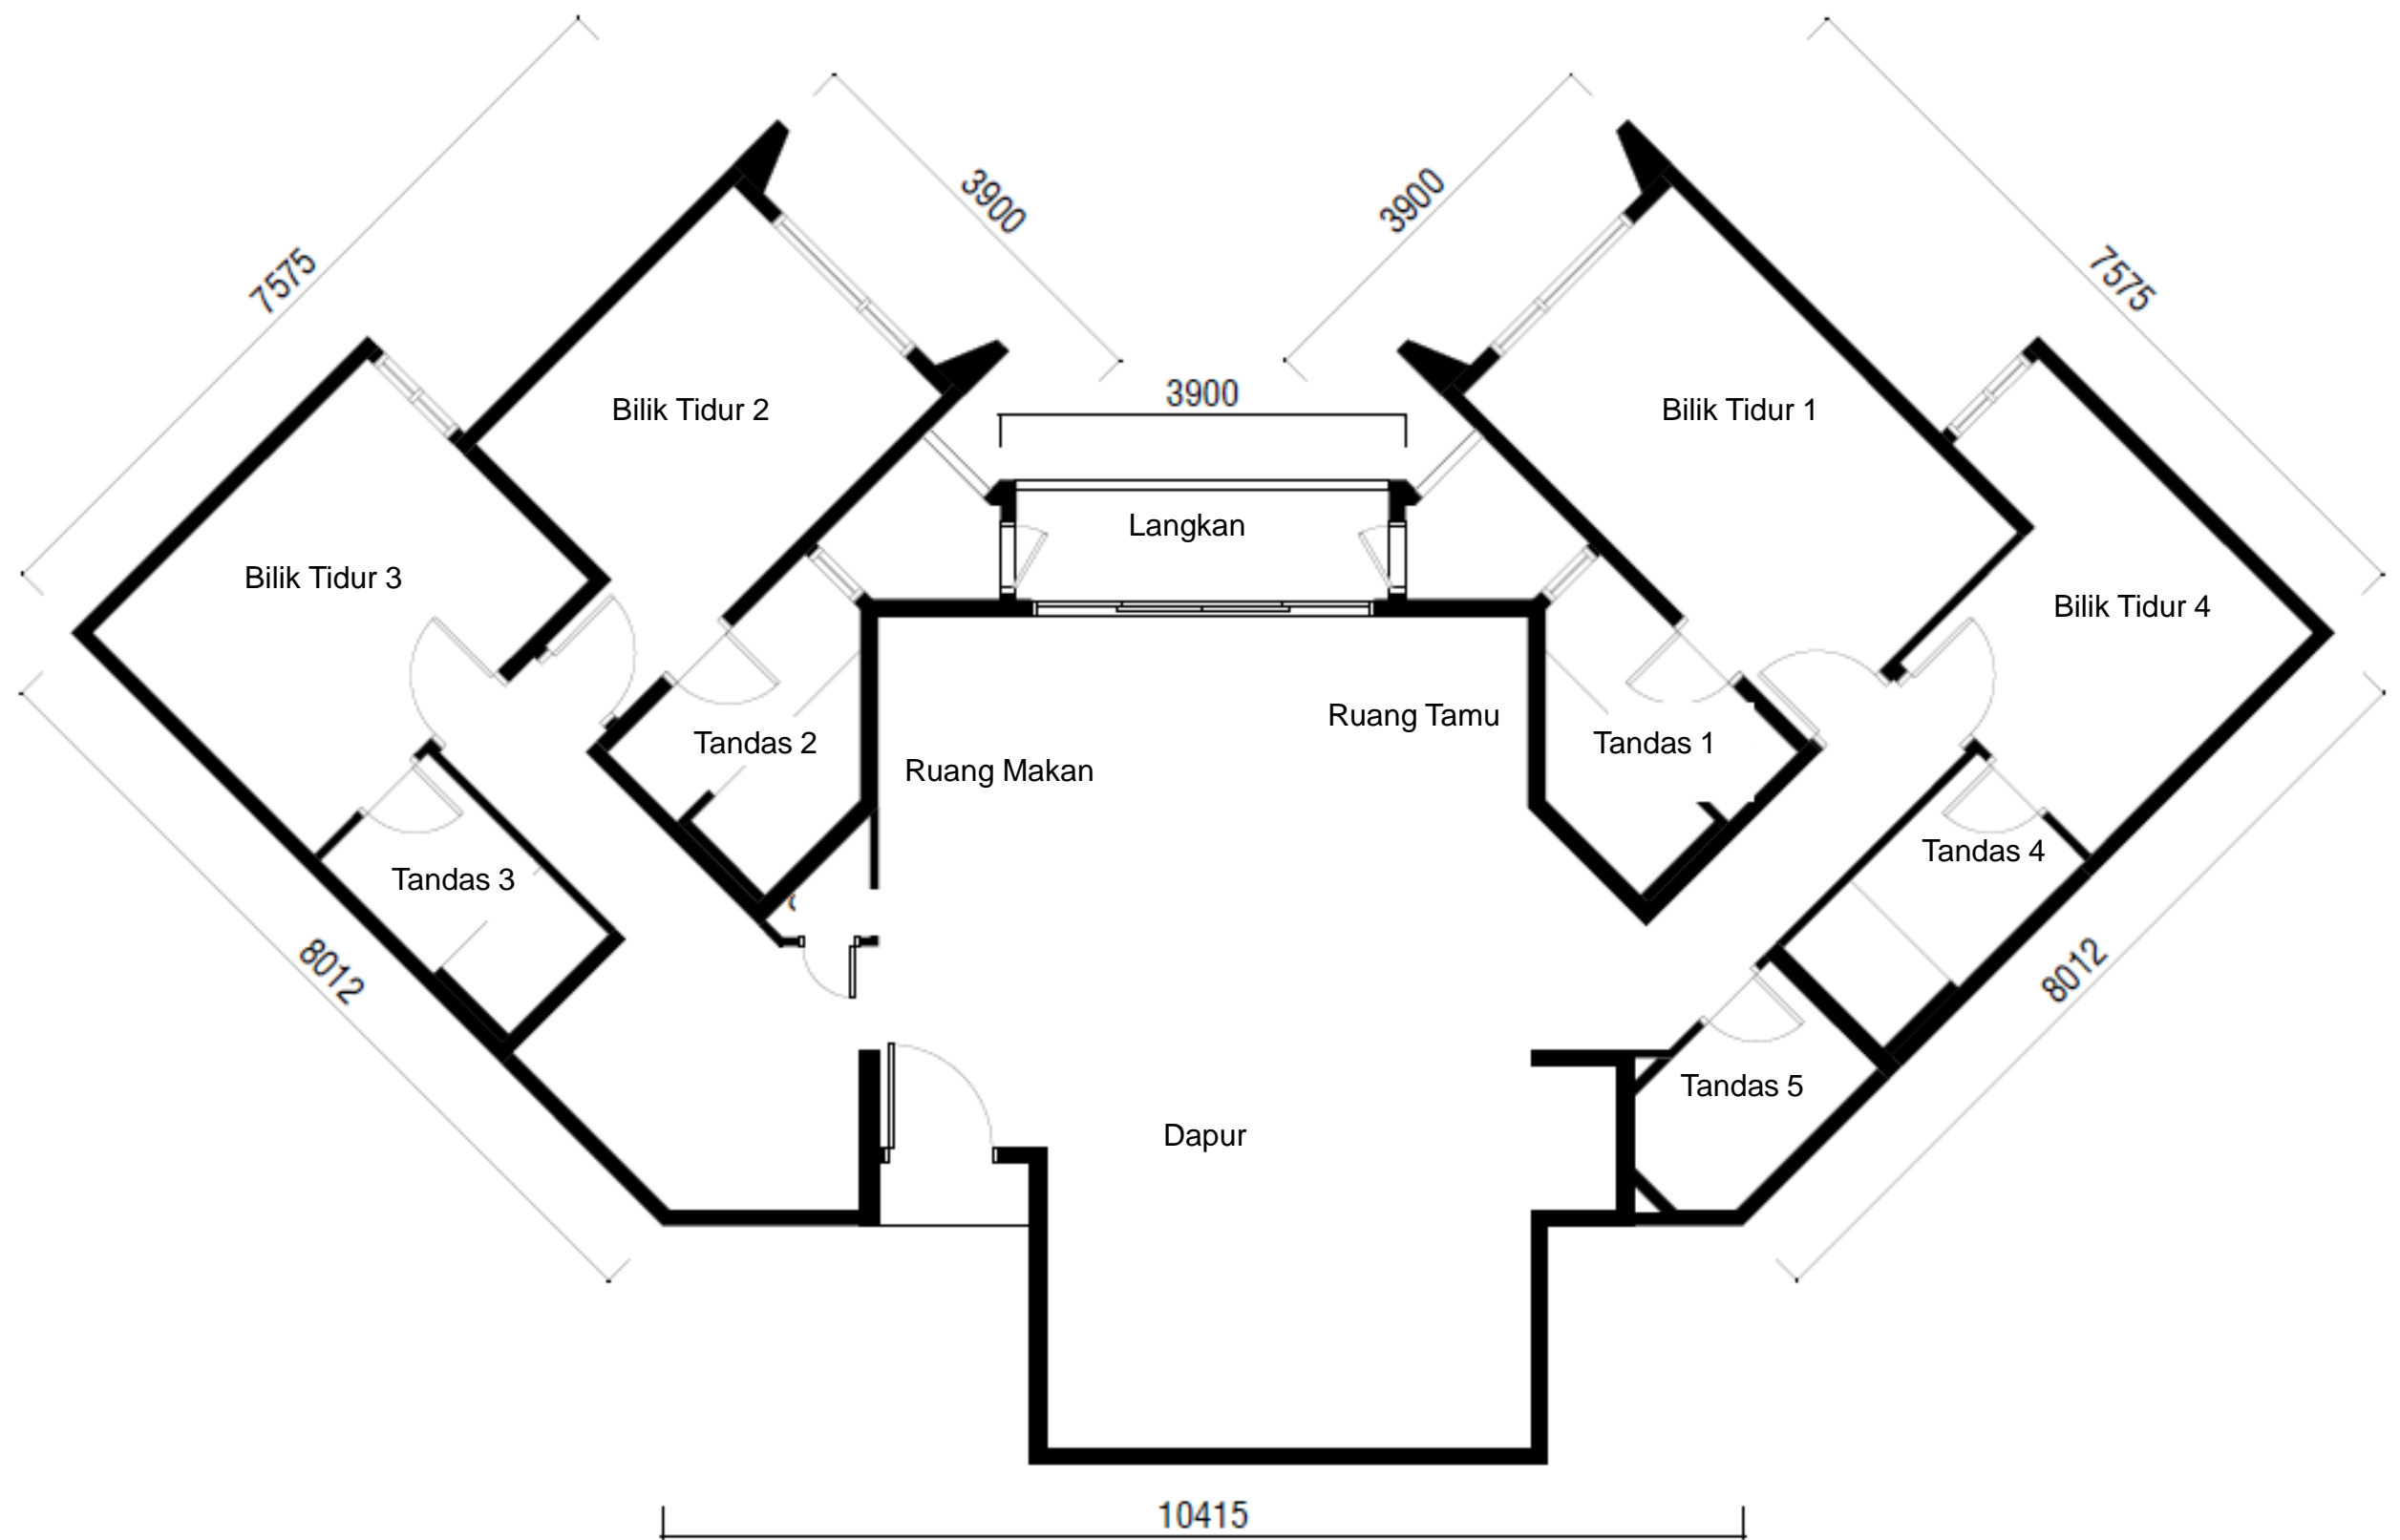 3900
3900
7575
7575
3900
Bilik Tidur 2
Bilik Tidur 1
Langkan
Bilik Tidur 3
Bilik Tidur 4
Ruang Tamu
Tandas 2
Tandas 1
Ruang Makan
Tandas 4
Tandas 3
8012
8012
Tandas 5
Dapur
10415